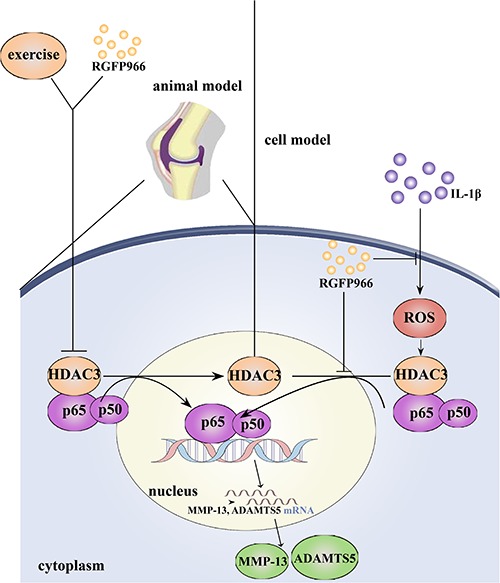 exercise
RGFP966
animal model
cell model
IL-1β
RGFP966
ROS
HDAC3
HDAC3
HDAC3
p65 p50
p65 p50
p65 p50
nucleus
MMP-13, ADAMTS5 mRNA
MMP-13 ADAMTS5
cytoplasm